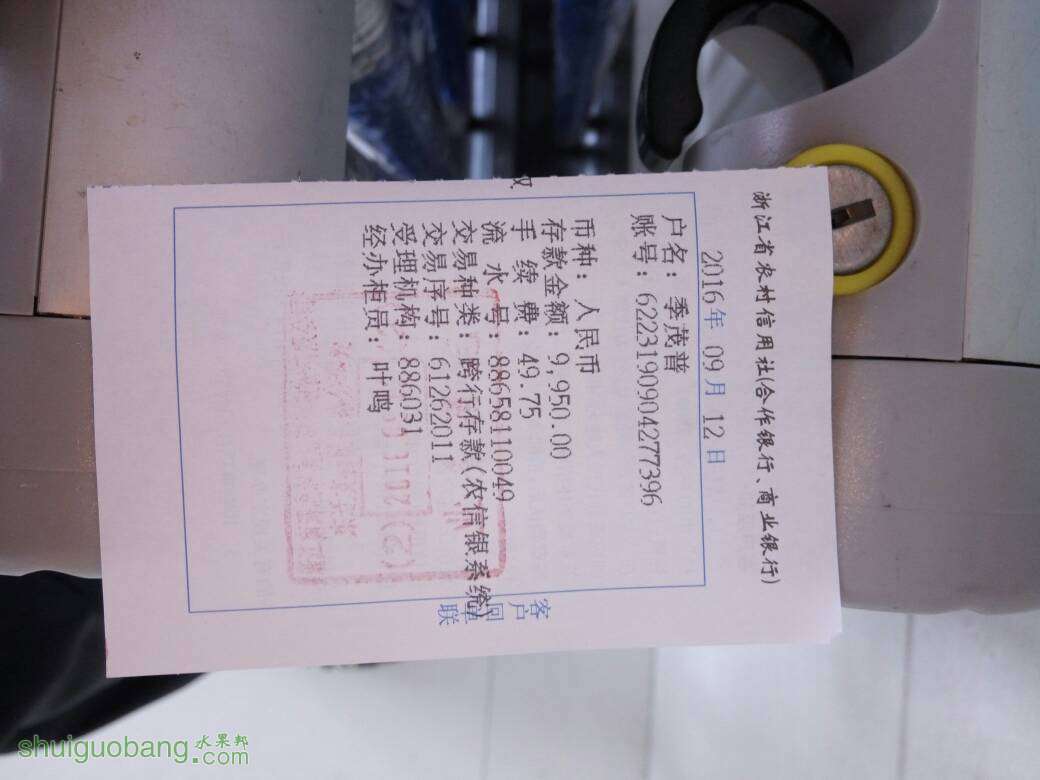 浙江省农村信用社(合作银行、商业银行)
2016年 09月 12日
户名：季茂普
账号：6223190904277396
币种：人民币
存款金额：9,950.00
手 续 费：49.75
流 水 号：8865811004​9
交易种类：跨行存款(农信银系统)
交易序号：61262011
受理机构：886031
经办柜员：叶鸣
客户
回单
联
shuiguobang.com
水果邦